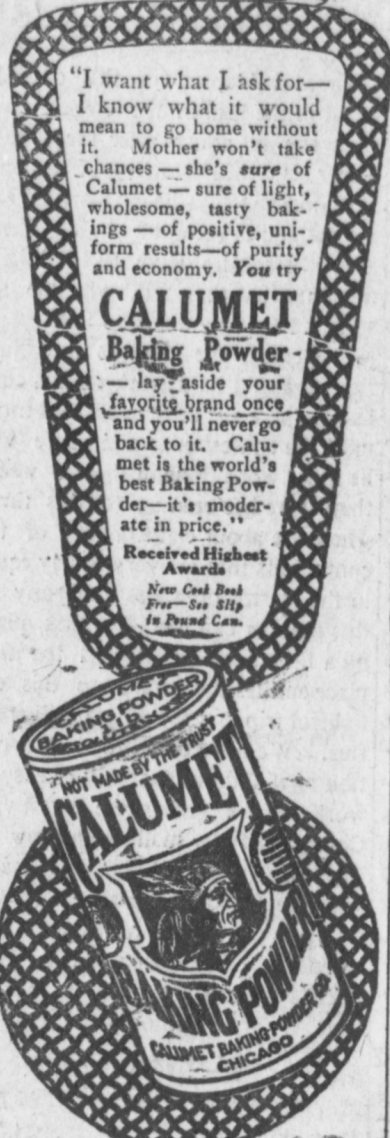 "I want what I ask for—
I know what it would
mean to go home without
it. Mother won't take
chances — she's sure of
Calumet — sure of light,
wholesome, tasty bak-
ings — of positive, uni-
form results—of purity
and economy. You try
CALUMET
Baking Powder
— lay aside your
favorite brand once
and you'll never go
back to it. Calu-
met is the world's
best Baking Pow-
der—it's moder-
ate in price."
Received Highest
Awards
New Cook Book
Free—See Slip
in Pound Can.
CALUMET
BAKING POWDER
NOT MADE BY THE TRUST
CALUMET
BAKING POWDER
CALUMET BAKING POWDER CO.
CHICAGO